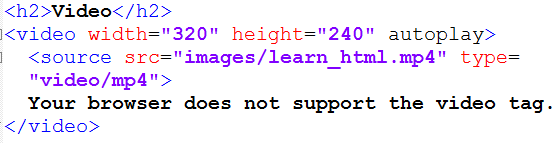 <h2>Video</h2>
<video width="320" height="240" autoplay>
<source src="images/learn_html.mp4" type=
"video/mp4">
Your browser does not support the video tag.
</video>